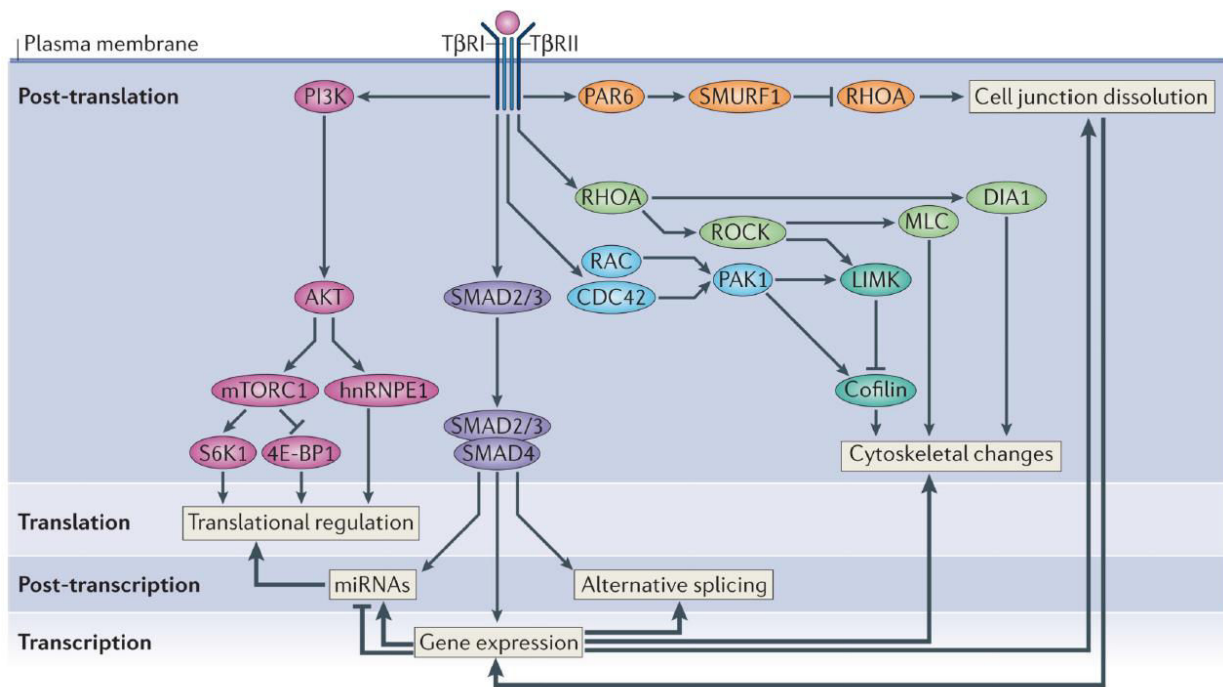 Plasma membrane
TβRI
TβRII
Post-translation
PI3K
PAR6
SMURF1
RHOA
Cell junction dissolution
RHOA
DIA1
ROCK
MLC
RAC
PAK1
LIMK
AKT
SMAD2/3
CDC42
mTORC1
hnRNPE1
Cofilin
SMAD2/3
S6K1
4E-BP1
SMAD4
Cytoskeletal changes
Translation
Translational regulation
Post-transcription
miRNAs
Alternative splicing
Transcription
Gene expression